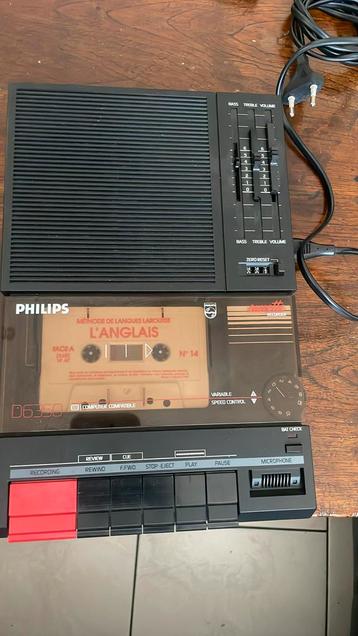 BASS TREBLE VOLUME
BASS TREBLE VOLUME
ZERO RESET
PHILIPS
RECORDER
MÉTHODE DE LANGUES LAROUSSE
L'ANGLAIS
FACE A
N° 14
D6350
COMPUTER COMPATIBLE
VARIABLE
SPEED CONTROL
BAT CHECK
REVIEW CUE
RECORDING REWIND F.FWD STOP-EJECT PLAY PAUSE MICROPHONE